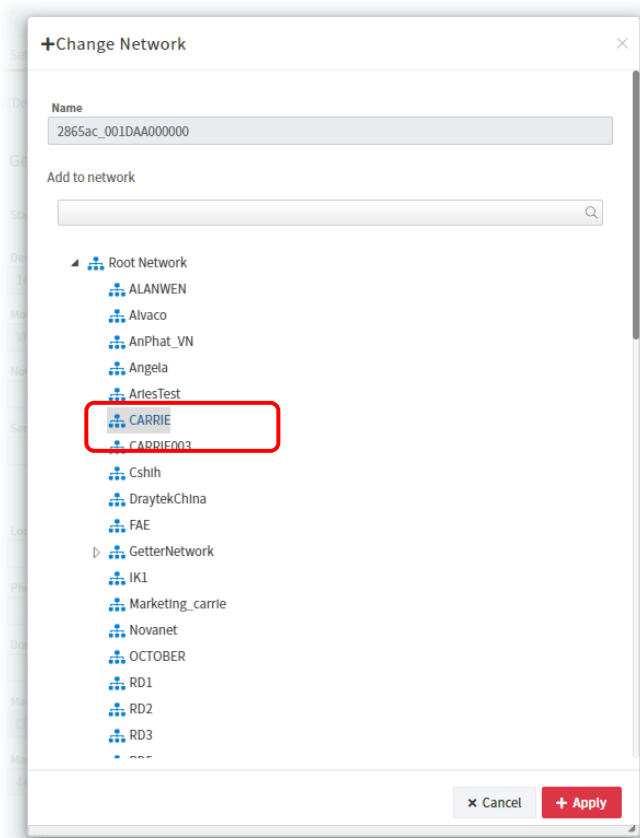 +Change Network
Name
2865ac_001DAA000000
Add to network
Root Network
ALANWEN
Alvaco
AnPhat_VN
Angela
AriesTest
CARRIE
CARRIE003
Cshih
DraytekChina
FAE
GetterNetwork
IK1
Marketing_carrie
Novanet
OCTOBER
RD1
RD2
RD3
× Cancel
+ Apply